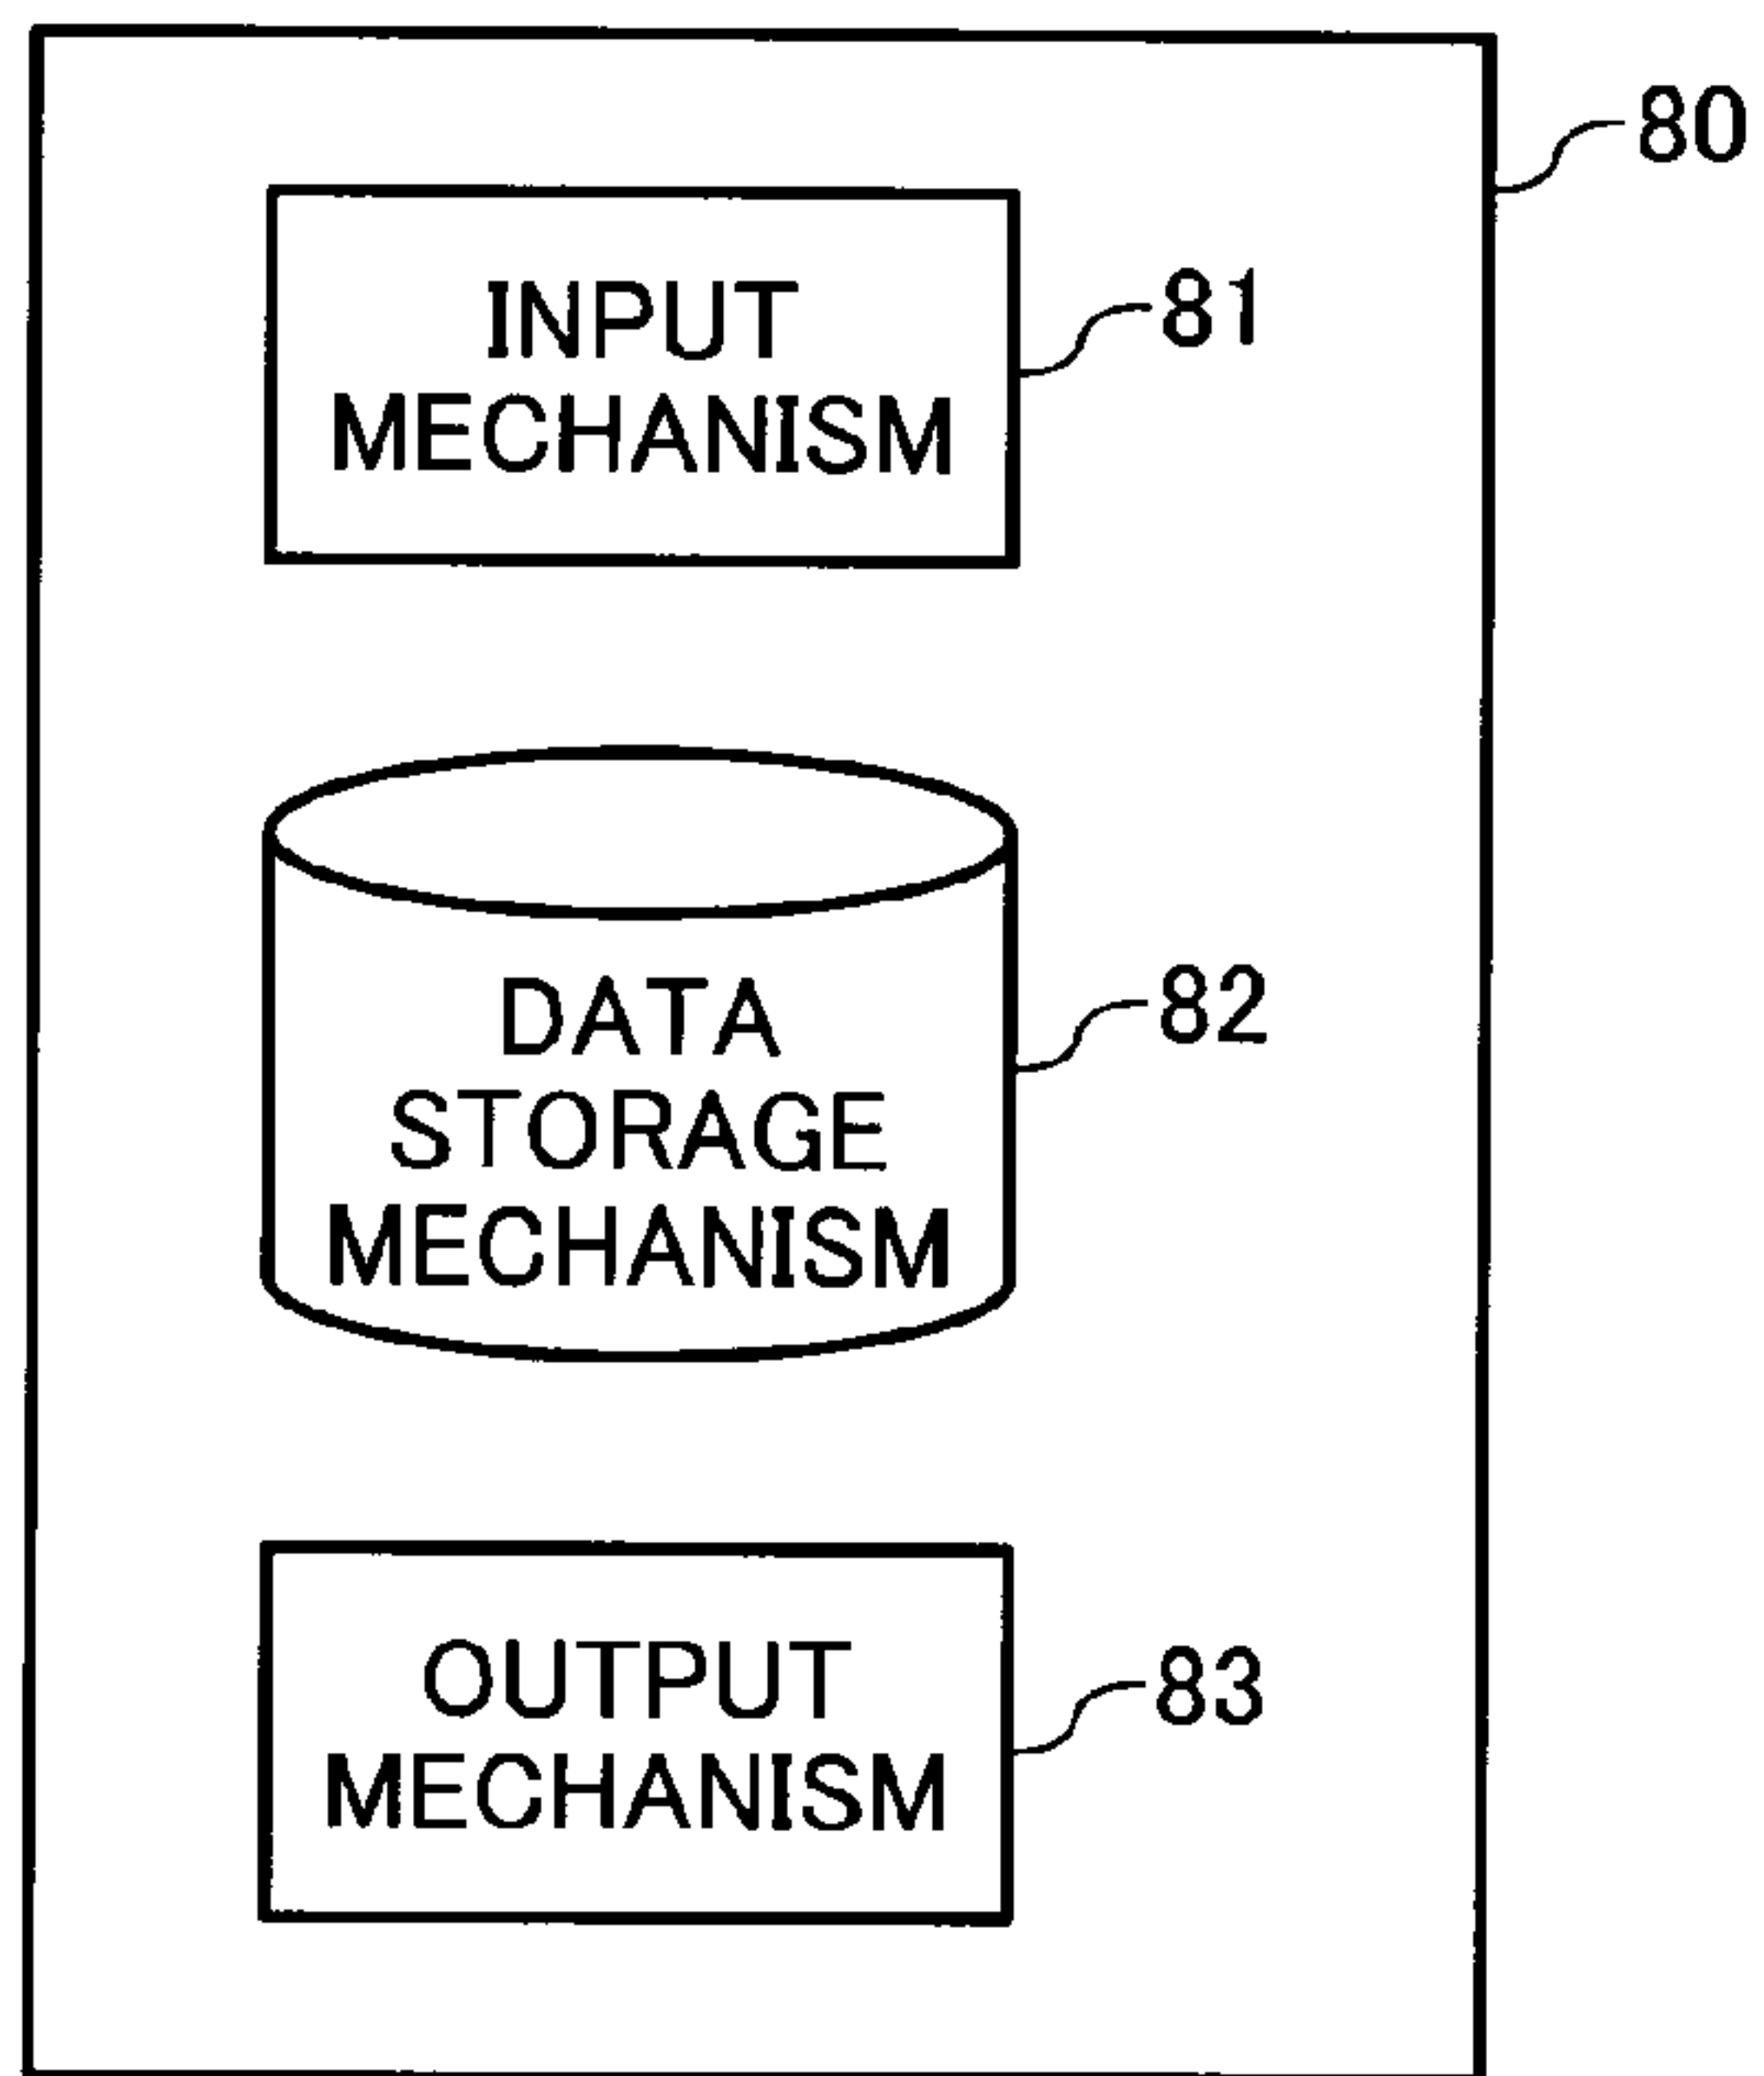 80
INPUT
MECHANISM
81
DATA
STORAGE
MECHANISM
82
OUTPUT
MECHANISM
83